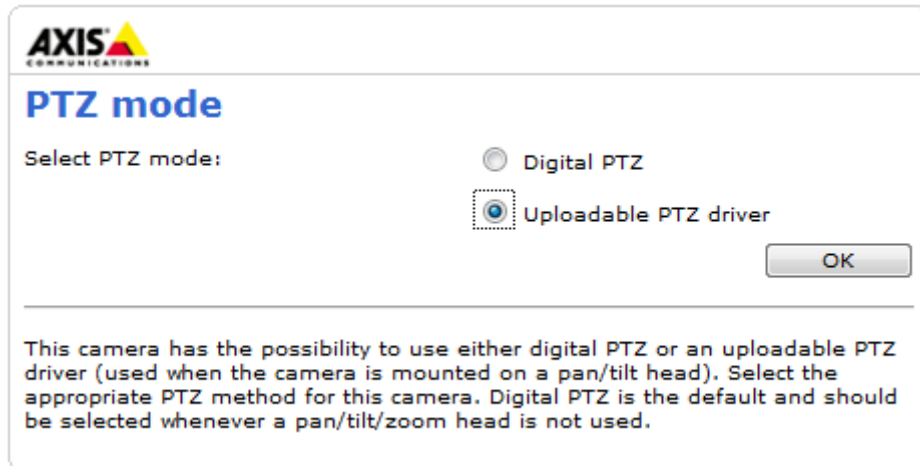 AXIS
COMMUNICATIONS
PTZ mode
Select PTZ mode:
Digital PTZ
Uploadable PTZ driver
OK
This camera has the possibility to use either digital PTZ or an uploadable PTZ
driver (used when the camera is mounted on a pan/tilt head). Select the
appropriate PTZ method for this camera. Digital PTZ is the default and should
be selected whenever a pan/tilt/zoom head is not used.